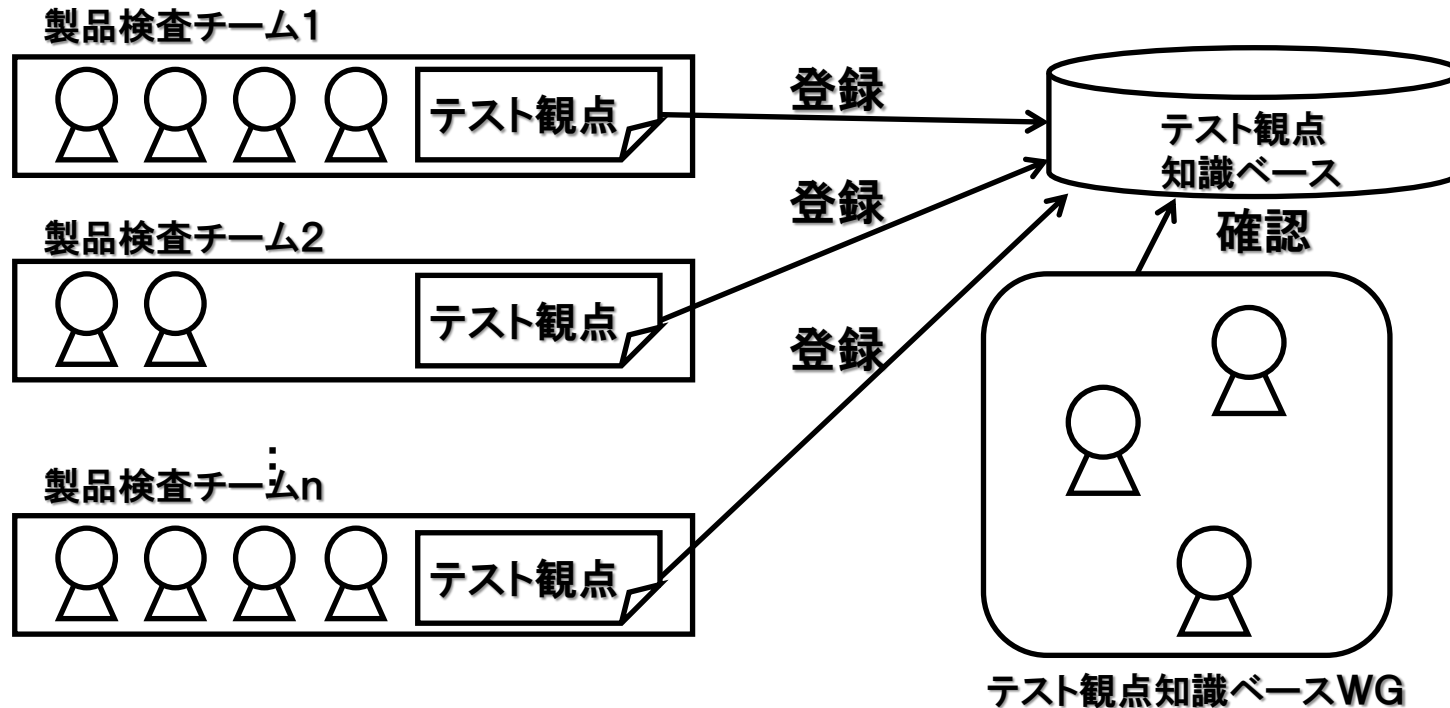 製品検査チーム1
テスト観点
登録
テスト観点
知識ベース
製品検査チーム2
テスト観点
登録
確認
⋮
製品検査チームn
テスト観点
登録
テスト観点知識ベースWG